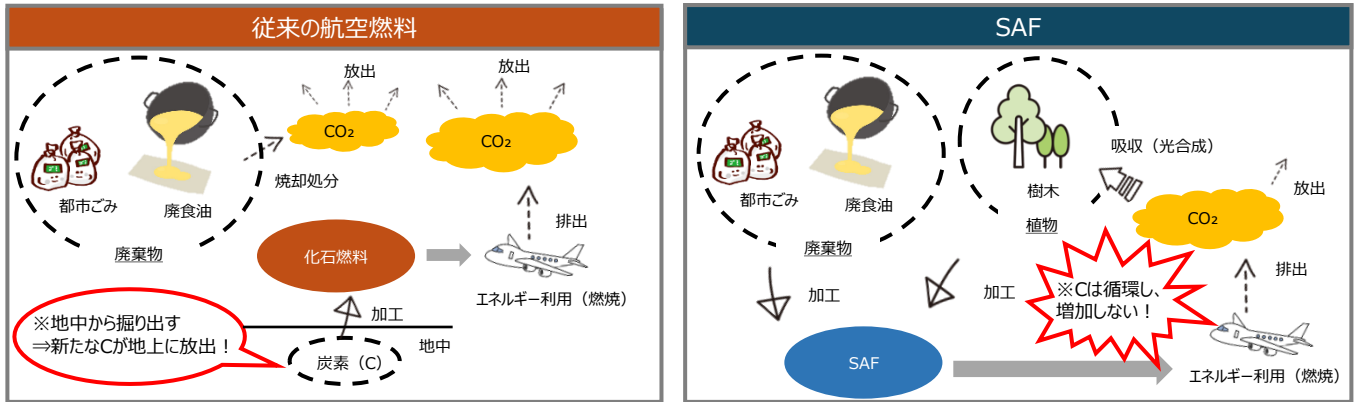 従来の航空燃料
放出
放出
CO₂
CO₂
焼却処分
都市ごみ
廃食油
廃棄物
化石燃料
排出
エネルギー利用（燃焼）
加工
※地中から掘り出す
⇒新たなCが地上に放出！
地中
炭素（C）
SAF
吸収（光合成）
放出
都市ごみ
廃食油
樹木
植物
CO₂
廃棄物
加工
加工
※Cは循環し、
増加しない！
排出
SAF
エネルギー利用（燃焼）